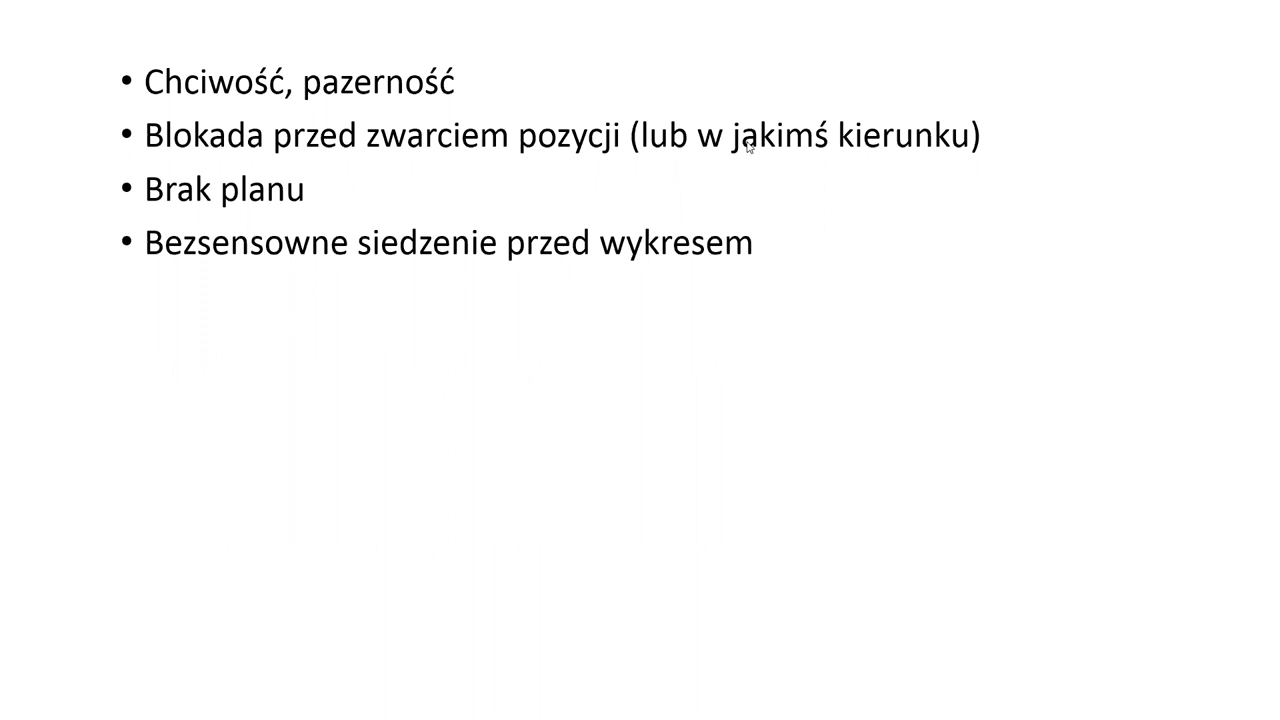 • Chciwość, pazerność
• Blokada przed zwarciem pozycji (lub w jakimś kierunku)
• Brak planu
• Bezsensowne siedzenie przed wykresem